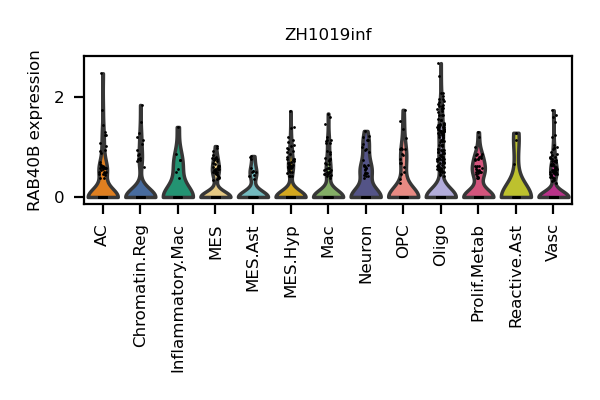 ZH1019inf
RAB40B expression
2
0
AC
Chromatin.Reg
Inflammatory.Mac
MES
MES.Ast
MES.Hyp
Mac
Neuron
OPC
Oligo
Prolif.Metab
Reactive.Ast
Vasc